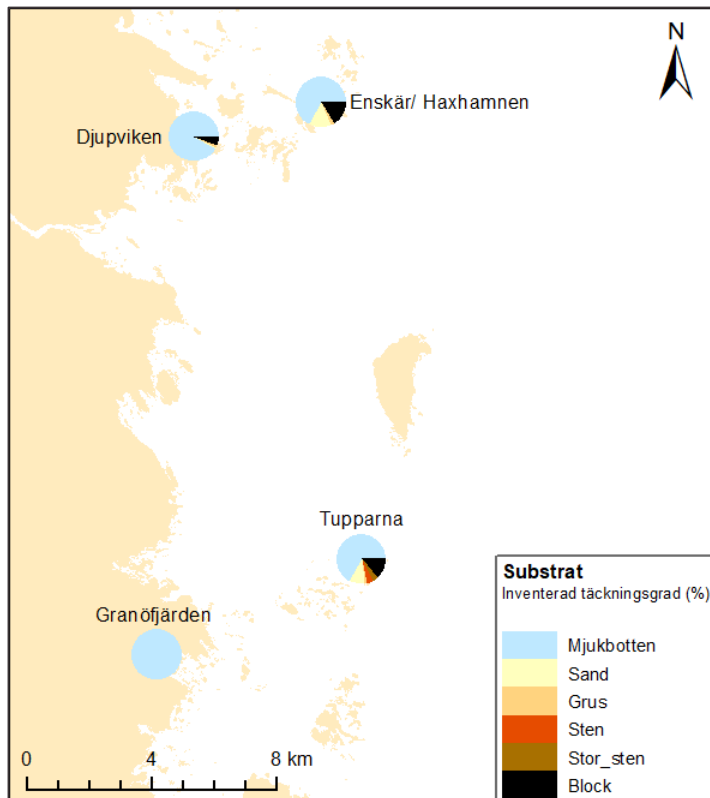 N
Enskär/ Haxhamnen
Djupviken
Tupparna
Granöfjärden
0 4 8 km
Substrat
Inventerad täckningsgrad (%)
Mjukbotten
Sand
Grus
Sten
Stor_sten
Block